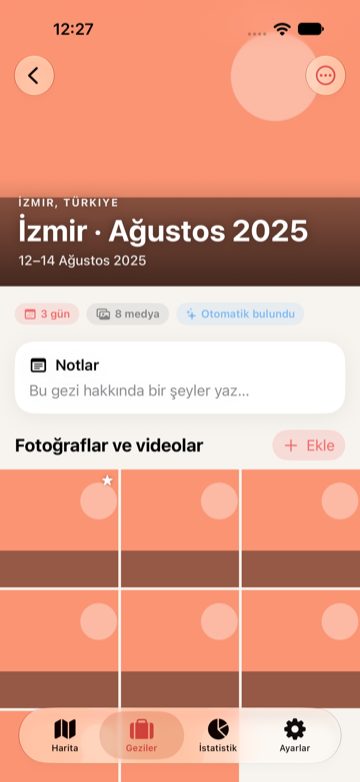 12:27
İZMİR, TÜRKIYE
İzmir · Ağustos 2025
12–14 Ağustos 2025
3 gün
8 medya
Otomatik bulundu
Notlar
Bu gezi hakkında bir şeyler yaz...
Fotoğraflar ve videolar
+ Ekle
Harita
Geziler
İstatistik
Ayarlar